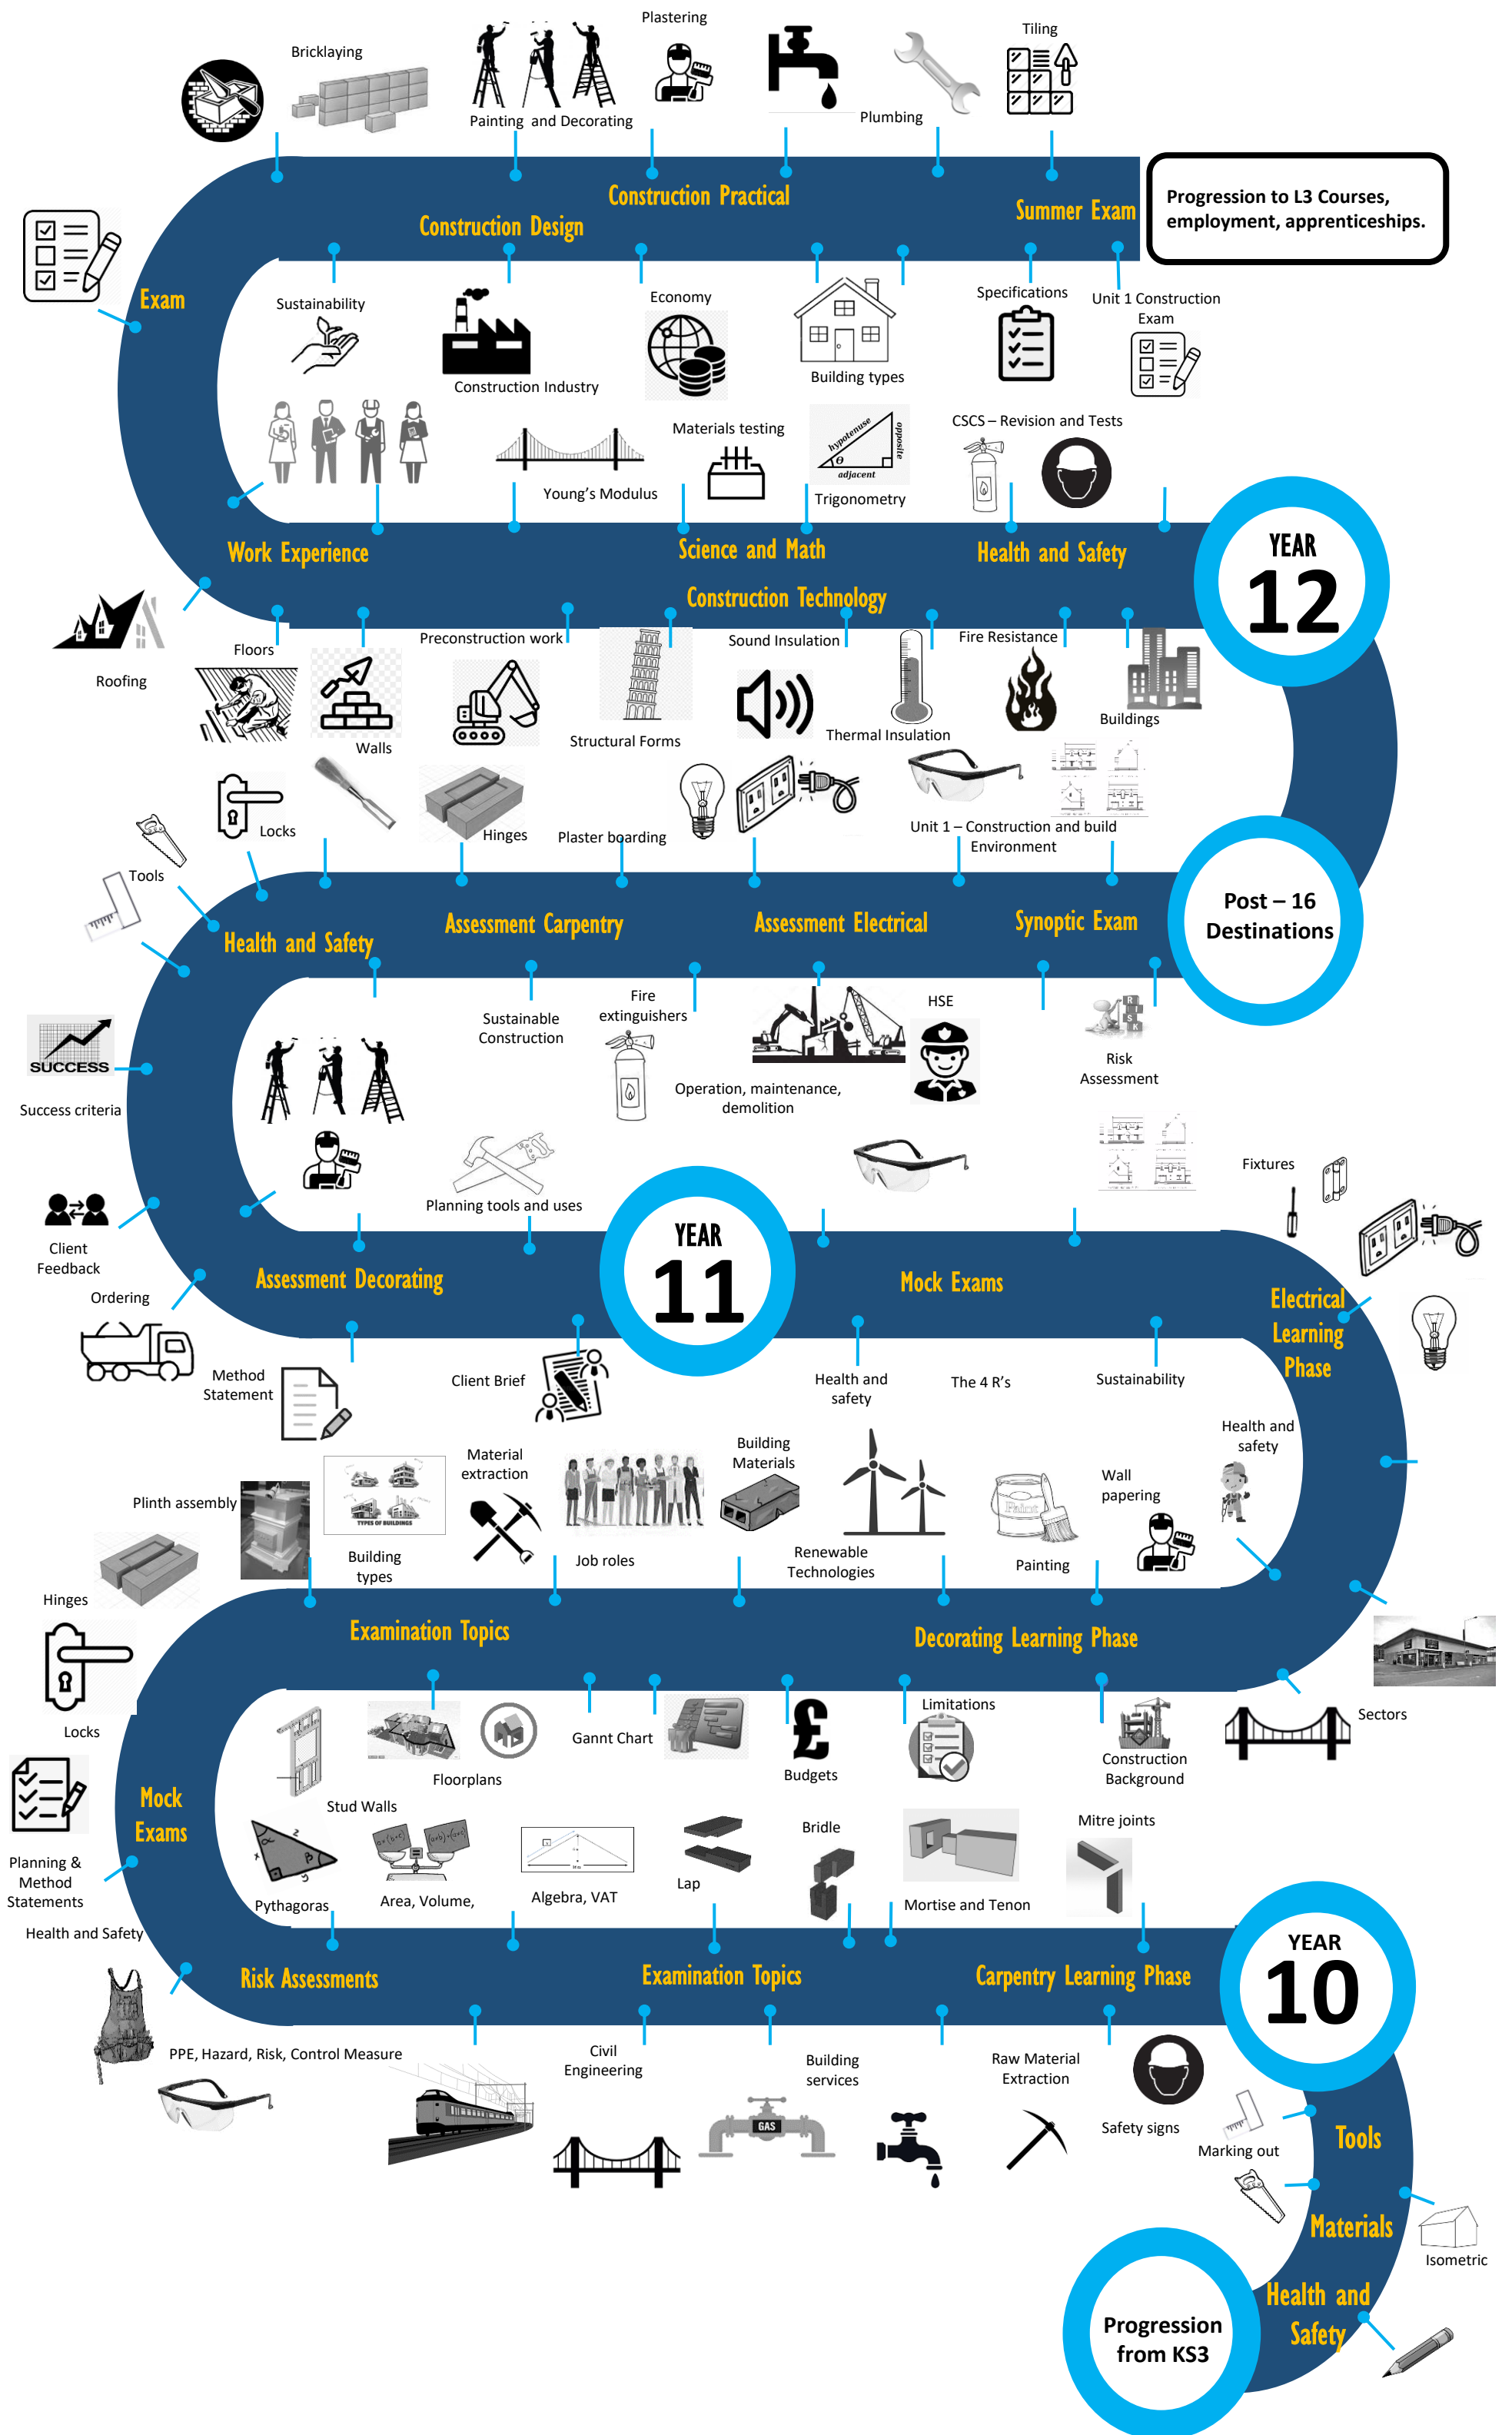 Plastering
Bricklaying
Tiling
Painting and Decorating
Plumbing
Construction Practical
Construction Design
Summer Exam
Progression to L3 Courses,
employment, apprenticeships.
Exam
Sustainability
Construction Industry
Economy
Building types
Specifications
Unit 1 Construction
Exam
Materials testing
Young's Modulus
hypotenuse
opposite
θ
adjacent
Trigonometry
CSCS – Revision and Tests
Work Experience
Science and Math
Health and Safety
Construction Technology
YEAR
12
Roofing
Floors
Walls
Preconstruction work
Structural Forms
Sound Insulation
Thermal Insulation
Fire Resistance
Buildings
Tools
Locks
Hinges
Plaster boarding
Unit 1 – Construction and build
Environment
Health and Safety
Assessment Carpentry
Assessment Electrical
Synoptic Exam
Post – 16
Destinations
SUCCESS
Success criteria
Sustainable
Construction
Fire
extinguishers
Operation, maintenance,
demolition
HSE
RISK
Risk
Assessment
Client
Feedback
Ordering
Planning tools and uses
Fixtures
Assessment Decorating
YEAR
11
Mock Exams
Electrical
Learning
Phase
Method
Statement
Client Brief
Health and
safety
The 4 R's
Sustainability
Plinth assembly
TYPES OF BUILDINGS
Building
types
Material
extraction
Job roles
Building
Materials
Renewable
Technologies
Paint
Painting
Wall
papering
Health and
safety
Hinges
Locks
Examination Topics
Decorating Learning Phase
Stud Walls
Floorplans
Gannt Chart
£
Budgets
Limitations
Construction
Background
Sectors
Mock
Exams
Planning &
Method
Statements
α
z
x
β
Pythagoras
Area, Volume,
Algebra, VAT
Lap
Bridle
Mortise and Tenon
Mitre joints
Health and Safety
Risk Assessments
Examination Topics
Carpentry Learning Phase
YEAR
10
PPE, Hazard, Risk, Control Measure
Civil
Engineering
GAS
Building
services
Raw Material
Extraction
Safety signs
Marking out
Tools
Materials
Isometric
Health and
Safety
Progression
from KS3